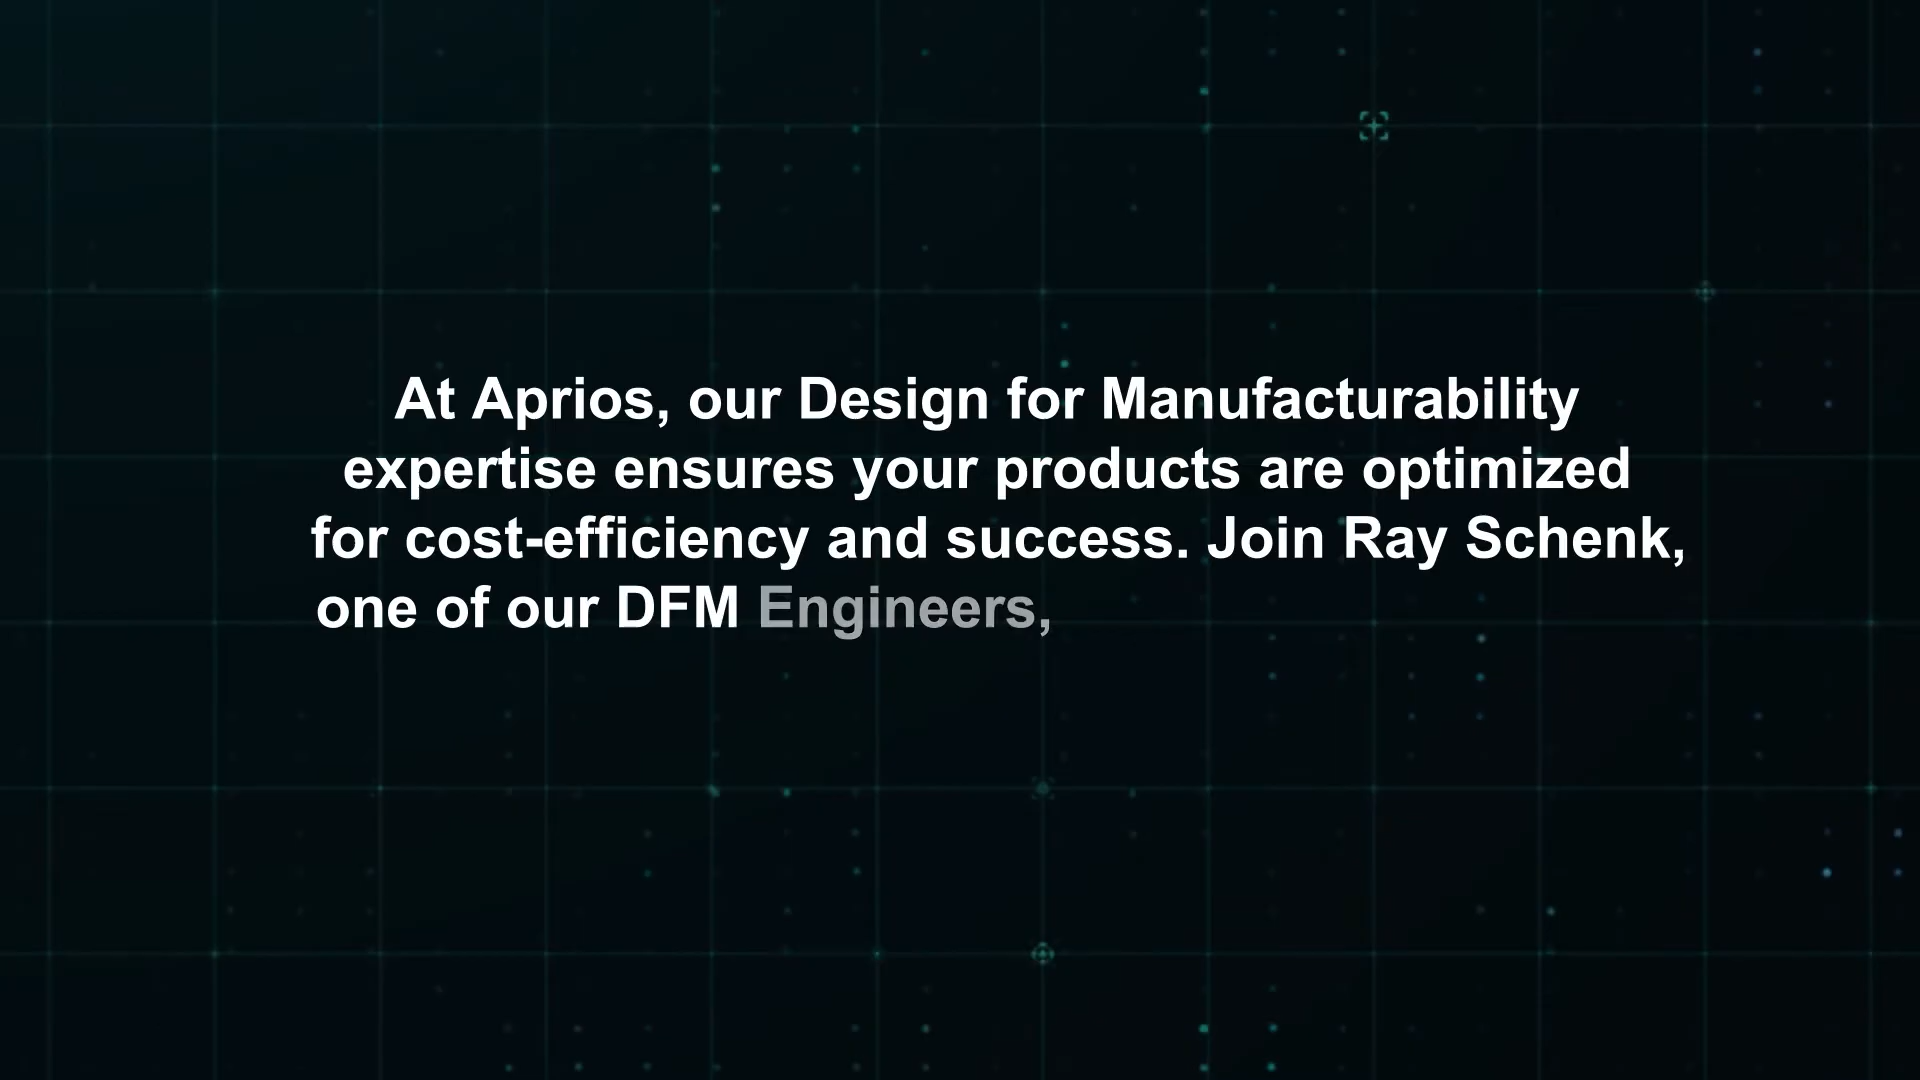 At Aprios, our Design for Manufacturability
expertise ensures your products are optimized
for cost-efficiency and success. Join Ray Schenk,
one of our DFM Engineers,